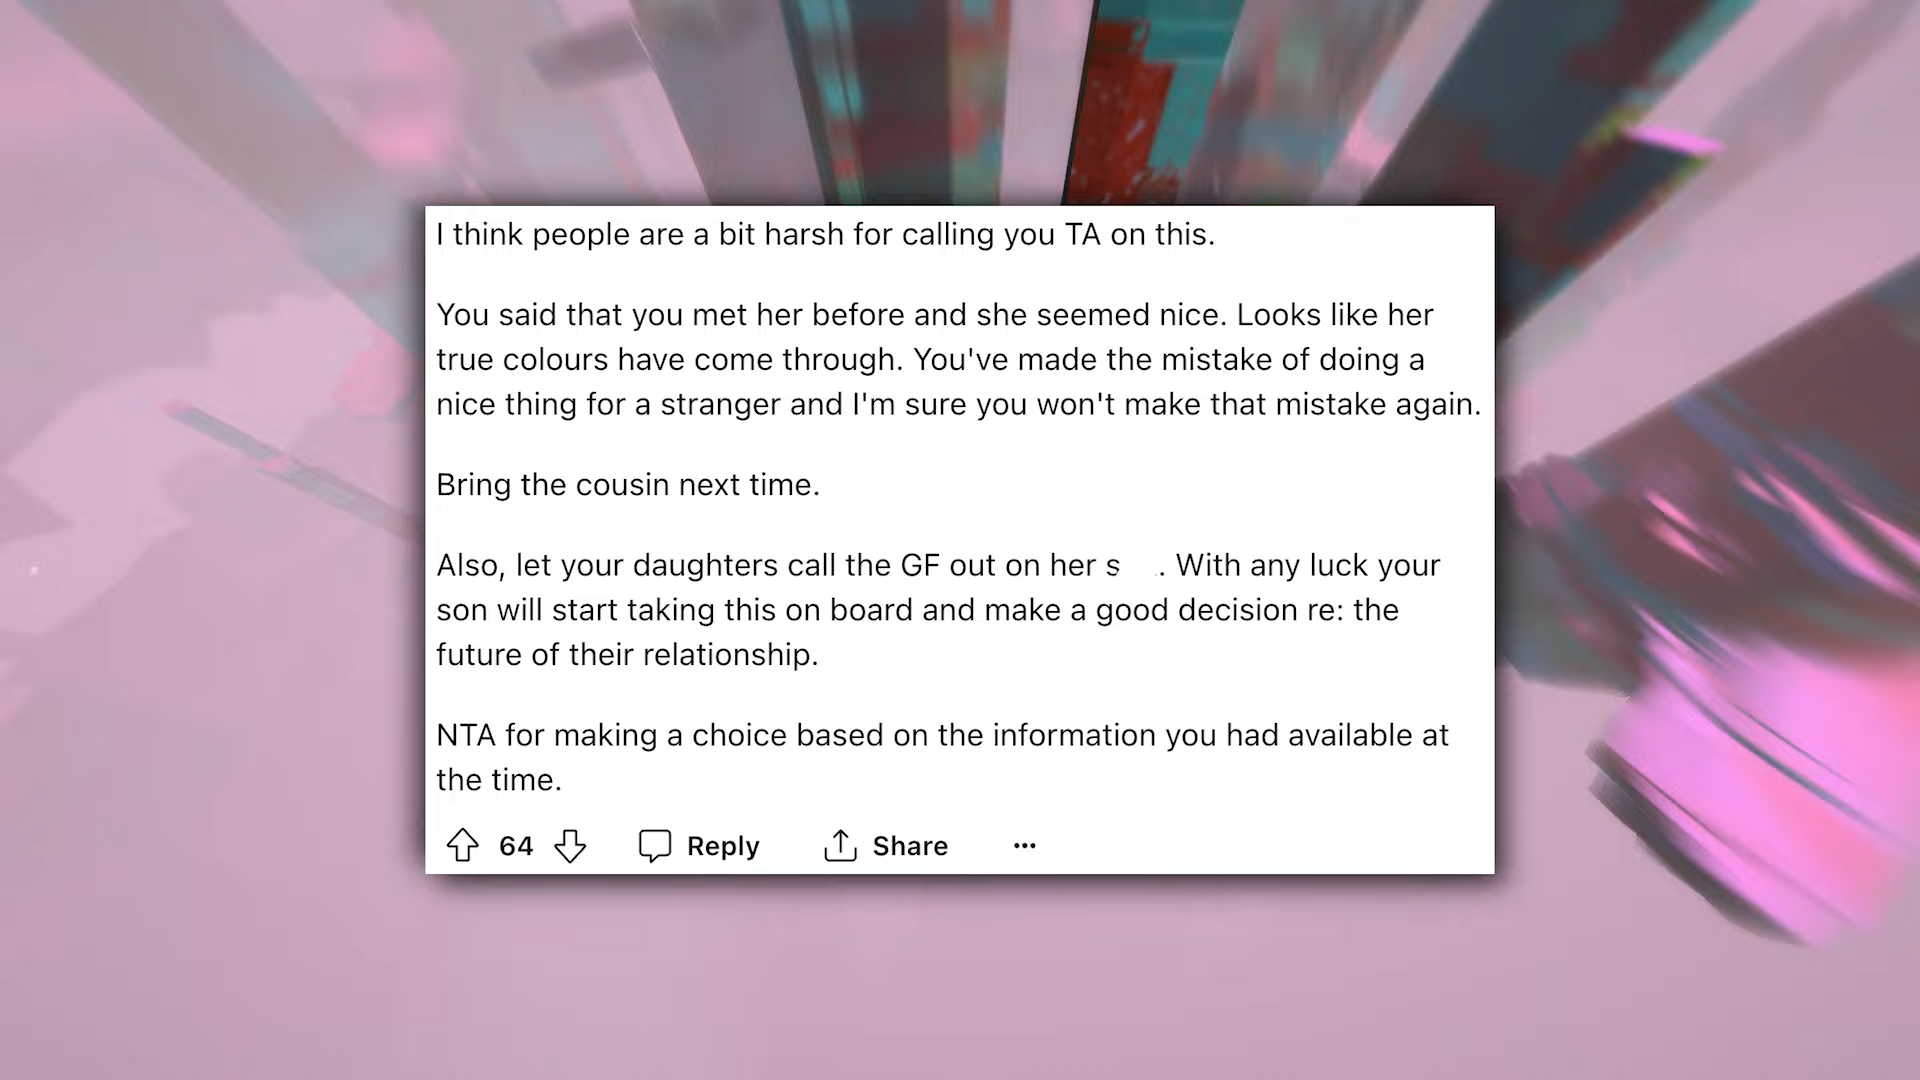 I think people are a bit harsh for calling you TA on this.
You said that you met her before and she seemed nice. Looks like her
true colours have come through. You've made the mistake of doing a
nice thing for a stranger and I'm sure you won't make that mistake again.
Bring the cousin next time.
Also, let your daughters call the GF out on her s . With any luck your
son will start taking this on board and make a good decision re: the
future of their relationship.
NTA for making a choice based on the information you had available at
the time.
64 Reply Share ...